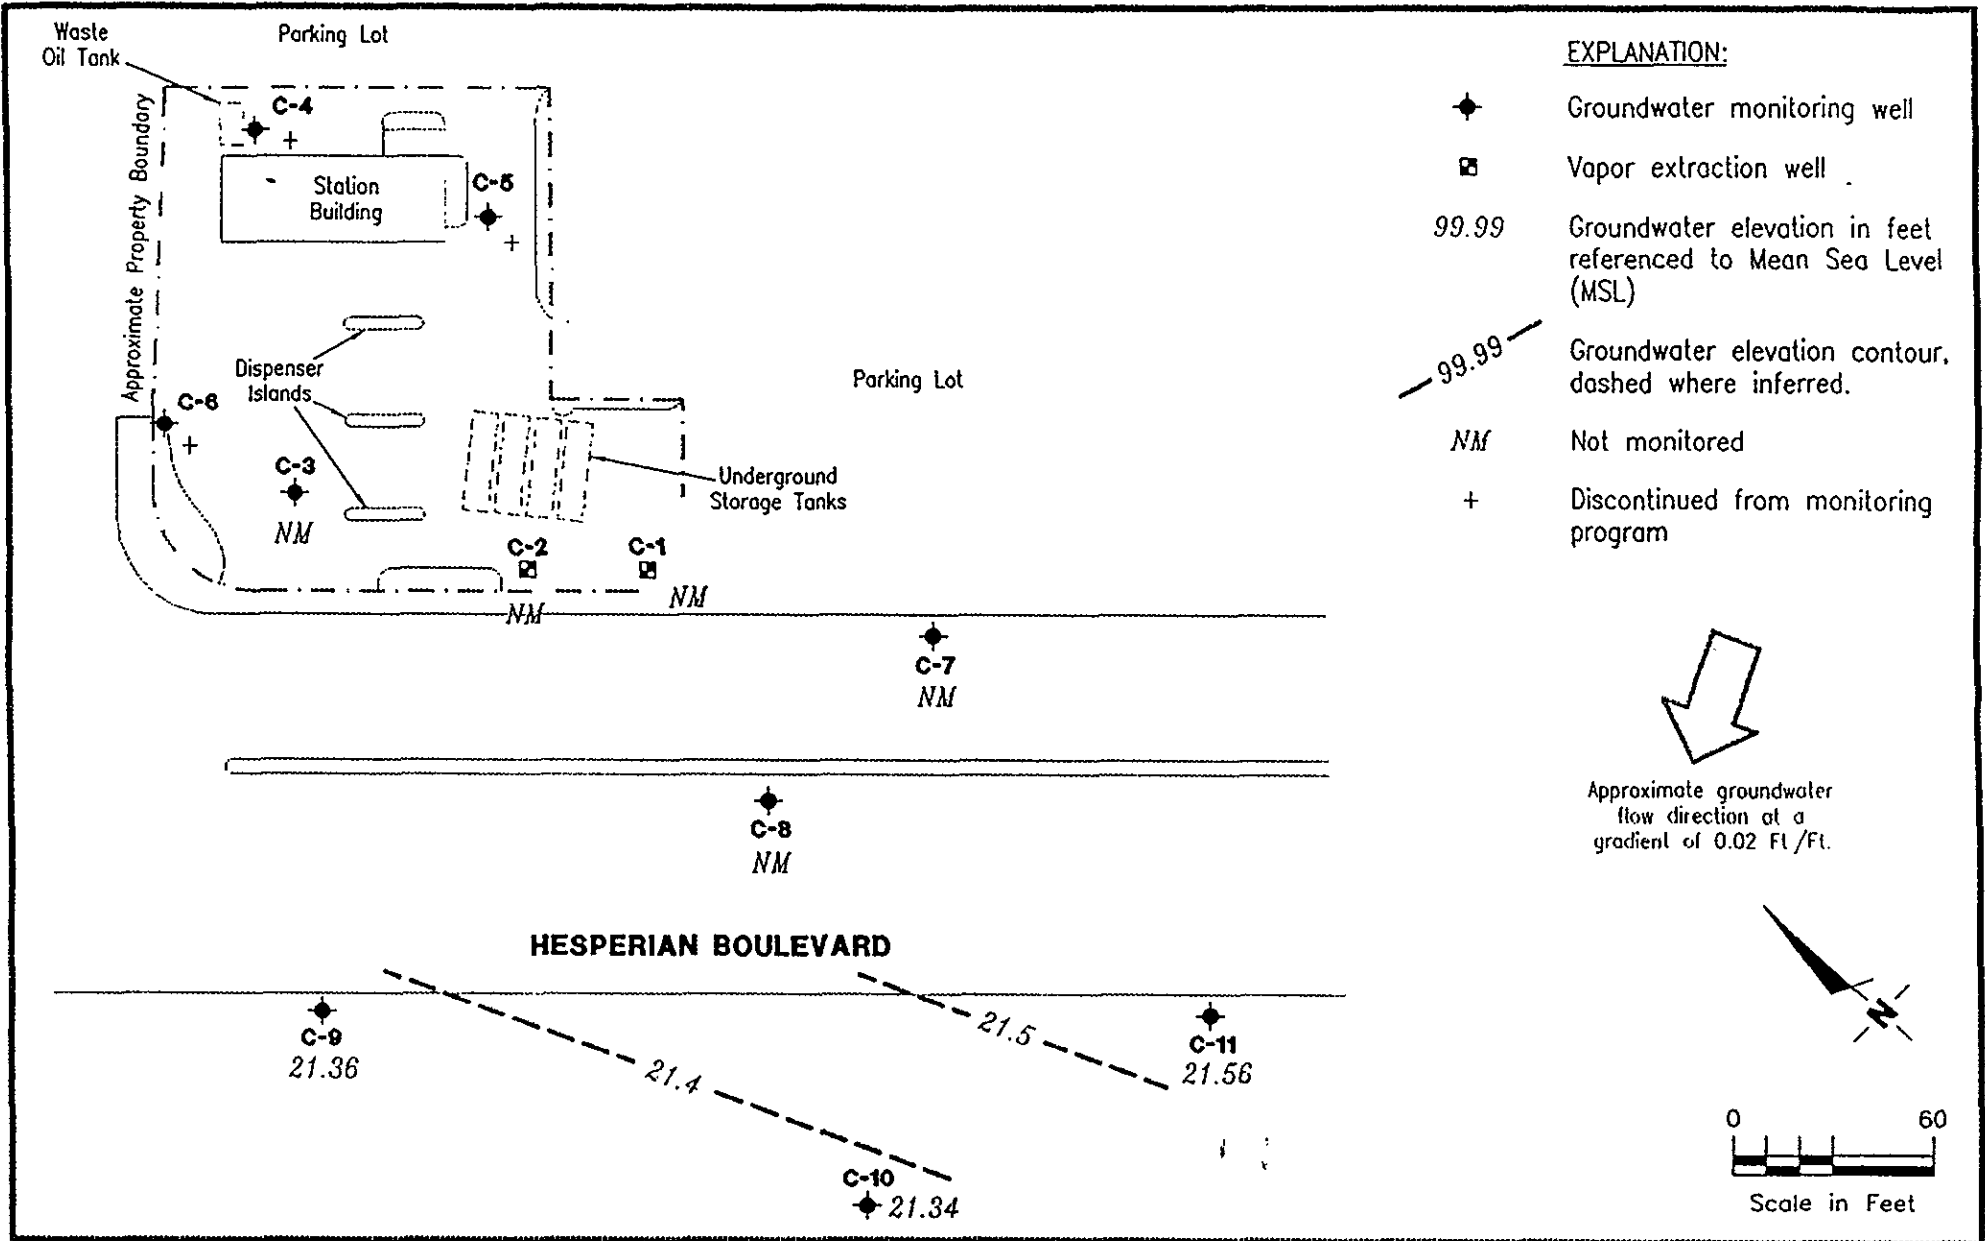 Waste
Oil Tank
Parking Lot
C-4
Approximate Property Boundary
Station
Building
C-5
Dispenser
Islands
C-6
C-3
NM
Parking Lot
Underground
Storage Tanks
C-2
NM
C-1
NM
C-7
NM
C-8
NM
HESPERIAN BOULEVARD
C-9
21.36
21.4
21.5
C-11
21.56
C-10
21.34
EXPLANATION:
Groundwater monitoring well
Vapor extraction well
99.99
Groundwater elevation in feet
referenced to Mean Sea Level
(MSL)
99.99
Groundwater elevation contour,
dashed where inferred.
NM
Not monitored
+
Discontinued from monitoring
program
Approximate groundwater
flow direction at a
gradient of 0.02 Ft./Ft.
N
0 60
Scale in Feet